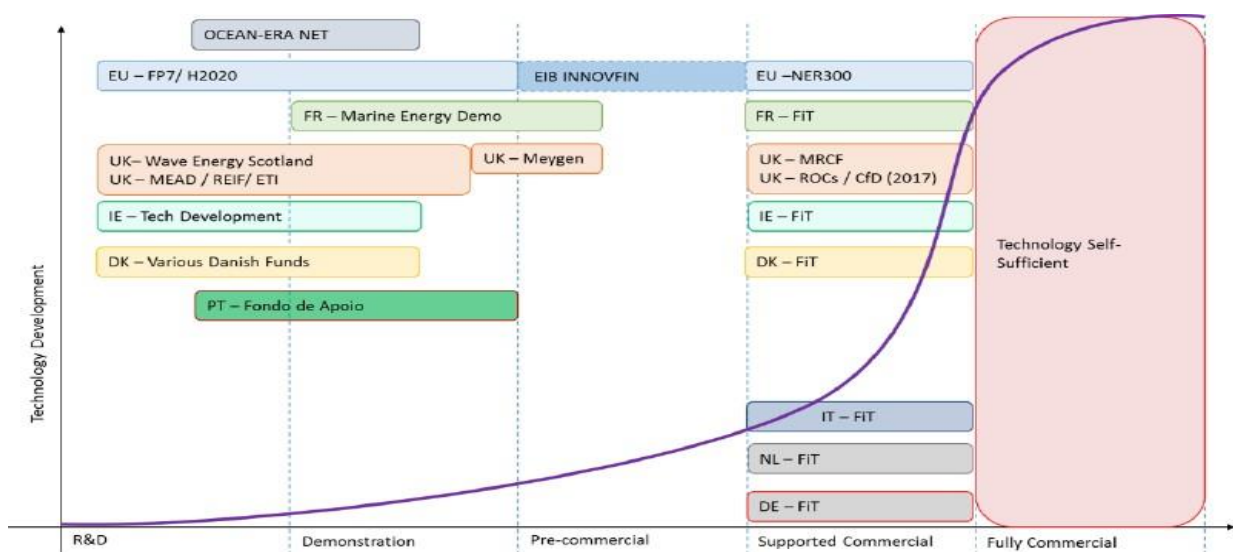 OCEAN-ERA NET
EU – FP7/ H2020
EIB INNOVFIN
EU –NER300
FR – Marine Energy Demo
FR – FiT
UK– Wave Energy Scotland
UK – MEAD / REIF/ ETI
UK – Meygen
UK – MRCF
UK – ROCs / CfD (2017)
IE – Tech Development
IE – FiT
DK – Various Danish Funds
DK – FiT
Technology Self-
Sufficient
PT – Fondo de Apoio
Technology Development
IT – FiT
NL – FiT
DE – FiT
R&D
Demonstration
Pre-commercial
Supported Commercial
Fully Commercial